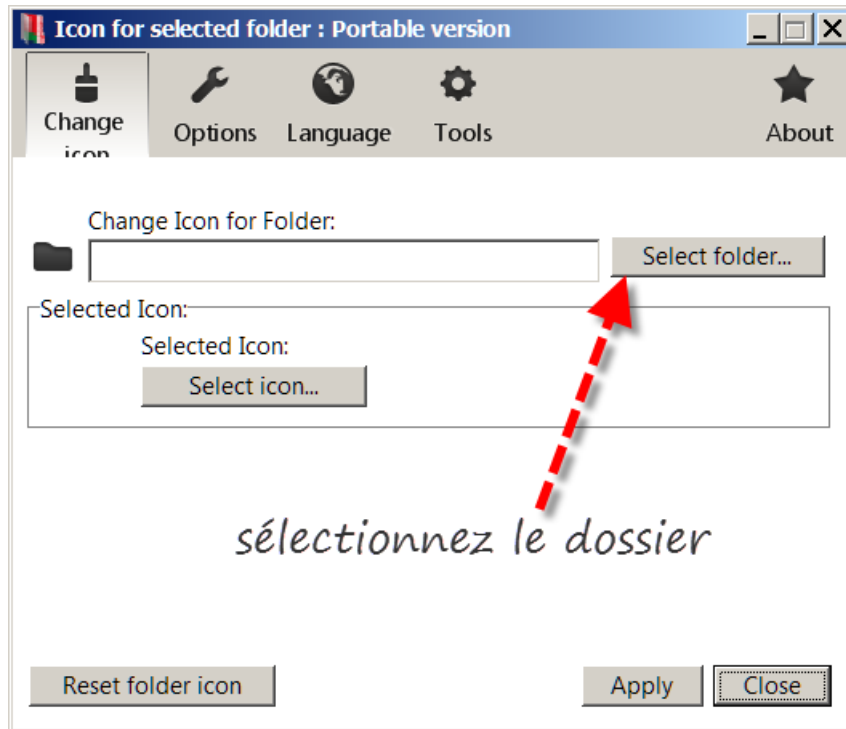 Icon for selected folder : Portable version
Change
icon
Options
Language
Tools
About
Change Icon for Folder:
Select folder...
Selected Icon:
Selected Icon:
Select icon...
sélectionnez le dossier
Reset folder icon
Apply
Close